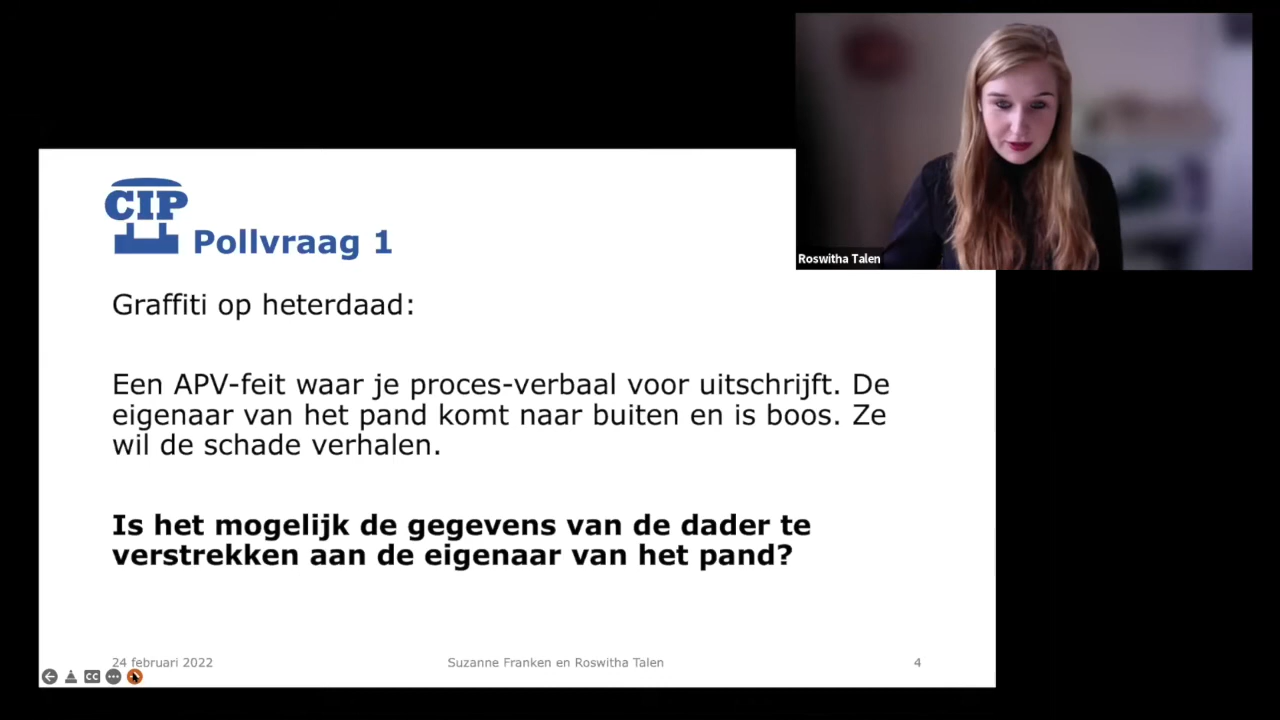 Roswitha Talen
CIP
Pollvraag 1
Graffiti op heterdaad:
Een APV-feit waar je proces-verbaal voor uitschrijft. De
eigenaar van het pand komt naar buiten en is boos. Ze
wil de schade verhalen.
Is het mogelijk de gegevens van de dader te
verstrekken aan de eigenaar van het pand?
24 februari 2022 Suzanne Franken en Roswitha Talen 4
CC